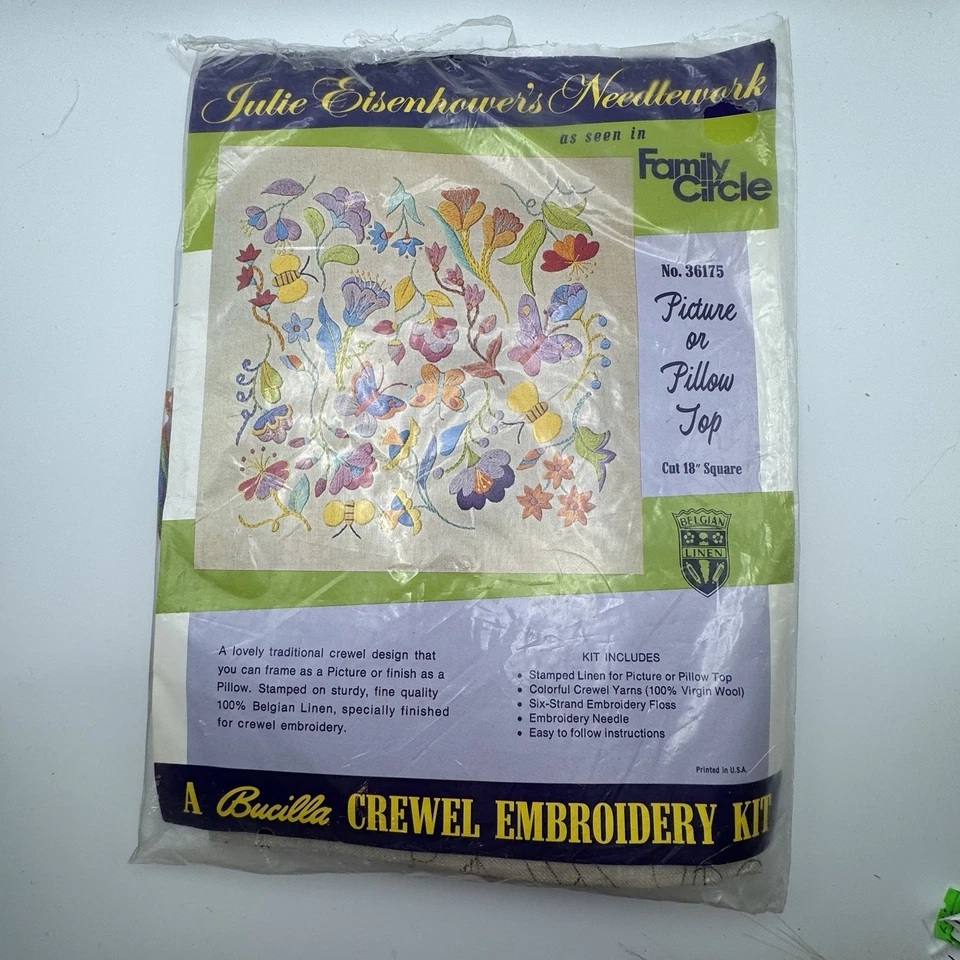 Julie Eisenhower's Needlework
as seen in
Family
Circle
No. 36175
Picture
or
Pillow
Top
Cut 18" Square
BELGIAN
LINEN
A lovely traditional crewel design that
you can frame as a Picture or finish as a
Pillow. Stamped on sturdy, fine quality
100% Belgian Linen, specially finished
for crewel embroidery.
KIT INCLUDES
• Stamped Linen for Picture or Pillow Top
• Colorful Crewel Yarns (100% Virgin Wool)
• Six-Strand Embroidery Floss
• Embroidery Needle
• Easy to follow instructions
Printed in U.S.A.
A Bucilla CREWEL EMBROIDERY KIT